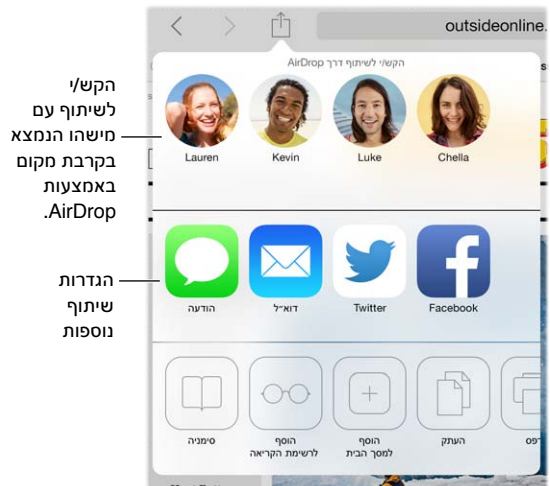 outsideonline.
הקש/י לשיתוף דרך AirDrop
הקש/י
לשיתוף עם
מישהו הנמצא
בקרבת מקום
באמצעות
AirDrop.
Lauren
Kevin
Luke
Chella
הגדרות
שיתוף
נוספות
הודעה
דוא״ל
Twitter
Facebook
סימניה
הוסף
לרשימת הקריאה
הוסף
למסך הבית
העתק